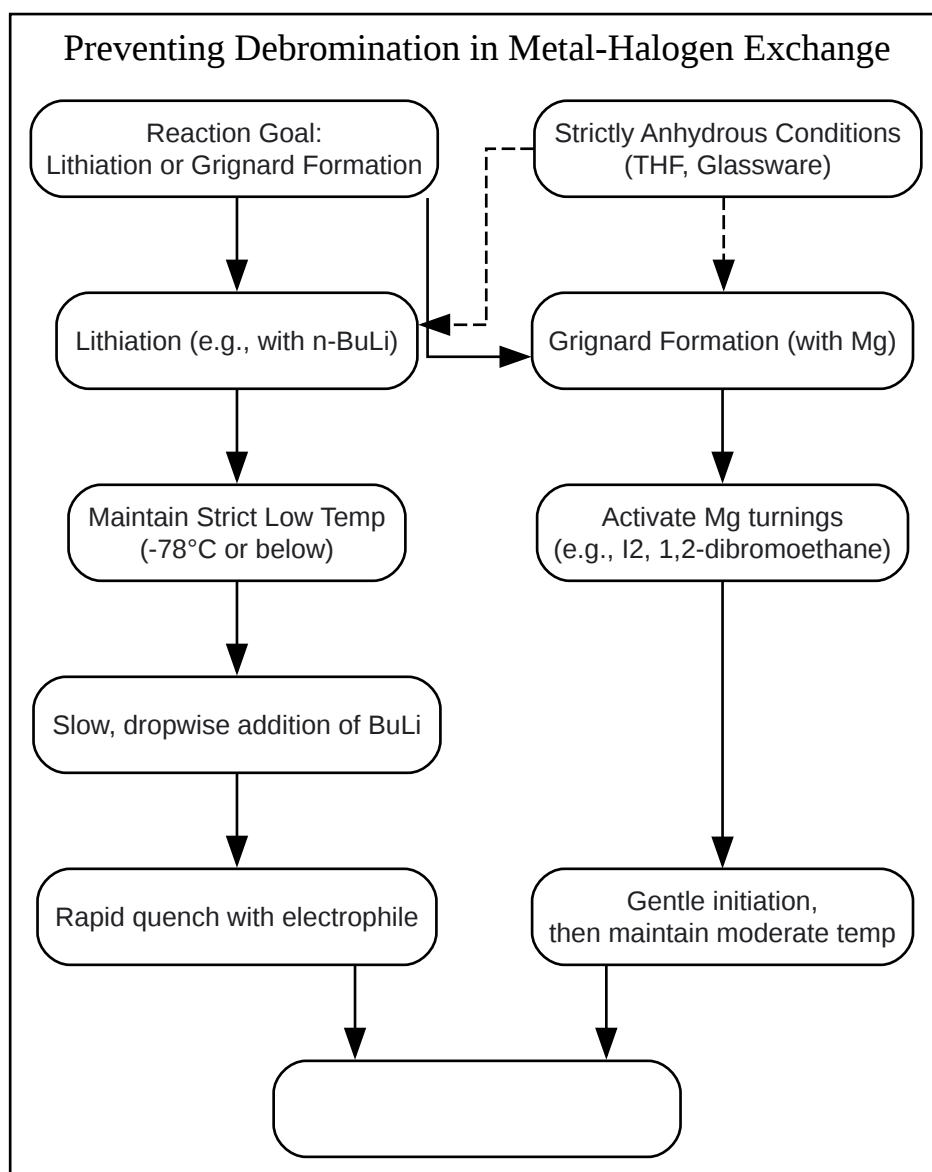 Preventing Debromination in Metal-Halogen Exchange
Reaction Goal:
Lithiation or Grignard Formation
Strictly Anhydrous Conditions
(THF, Glassware)
Lithiation (e.g., with n-BuLi)
Grignard Formation (with Mg)
Maintain Strict Low Temp
(-78°C or below)
Activate Mg turnings
(e.g., I2, 1,2-dibromoethane)
Slow, dropwise addition of BuLi
Rapid quench with electrophile
Gentle initiation,
then maintain moderate temp